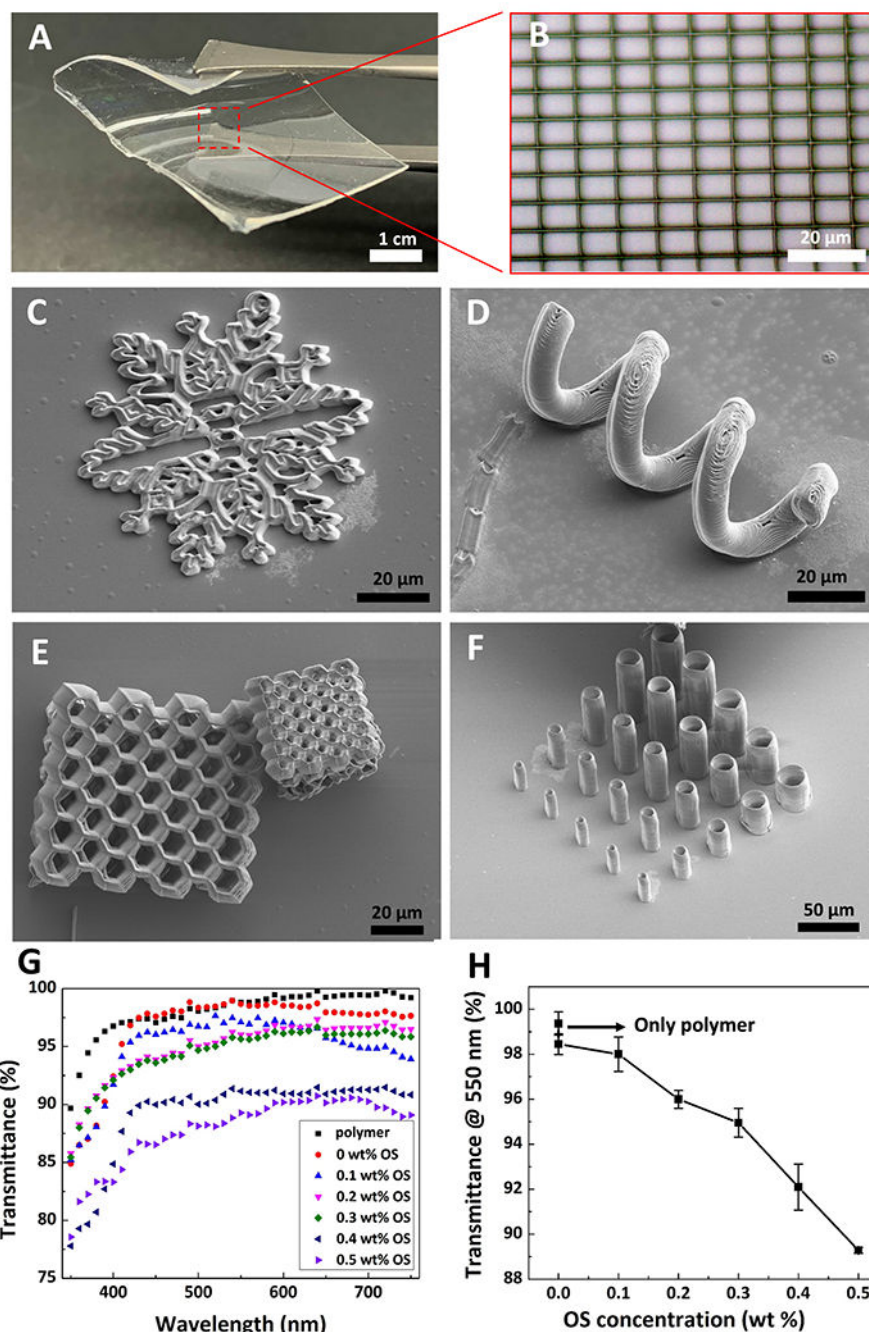 A
1 cm
B
20 µm
C
20 µm
D
20 µm
E
20 µm
F
50 µm
G
Transmittance (%)
100
95
90
85
80
75
polymer
0 wt% OS
0.1 wt% OS
0.2 wt% OS
0.3 wt% OS
0.4 wt% OS
0.5 wt% OS
400 500 600 700
Wavelength (nm)
H
Transmittance @ 550 nm (%)
100
98
96
94
92
90
88
Only polymer
0.0 0.1 0.2 0.3 0.4 0.5
OS concentration (wt %)